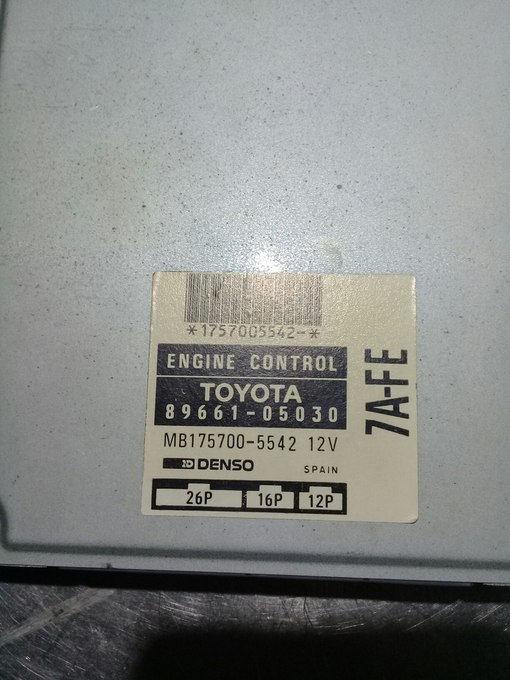 *1757005542-*
ENGINE CONTROL
TOYOTA
89661-05030
MB175700-5542 12V
DENSO
SPAIN
26P 16P 12P
7A-FE